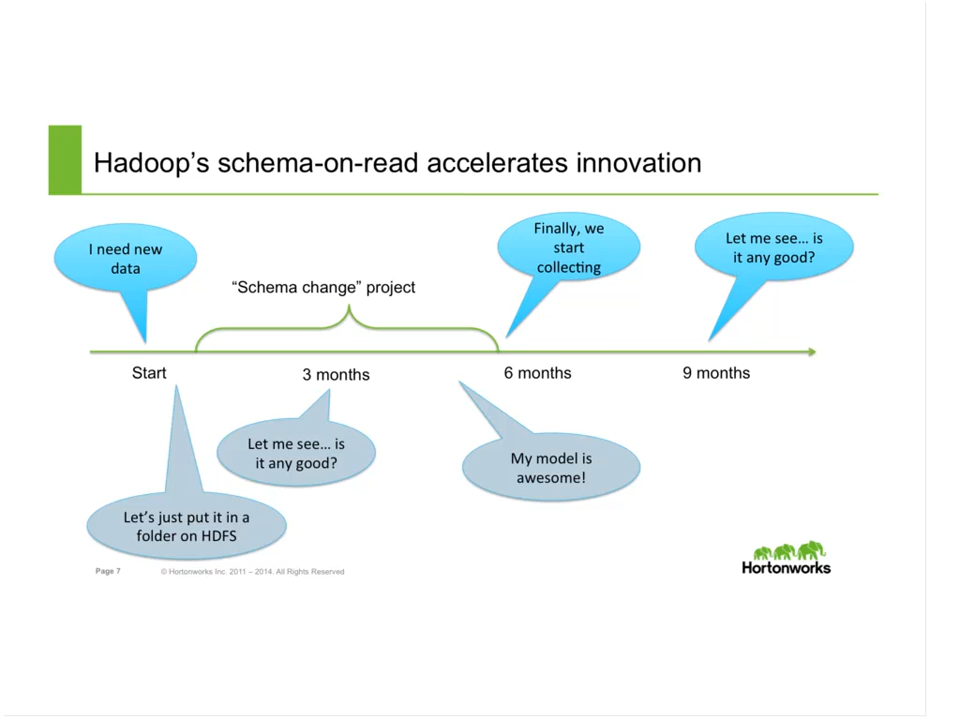 Hadoop’s schema-on-read accelerates innovation
I need new
data
“Schema change” project
Finally, we
start
collecting
Let me see... is
it any good?
Start
3 months
6 months
9 months
Let me see... is
it any good?
My model is
awesome!
Let’s just put it in a
folder on HDFS
Page 7
© Hortonworks Inc. 2011 – 2014. All Rights Reserved
Hortonworks